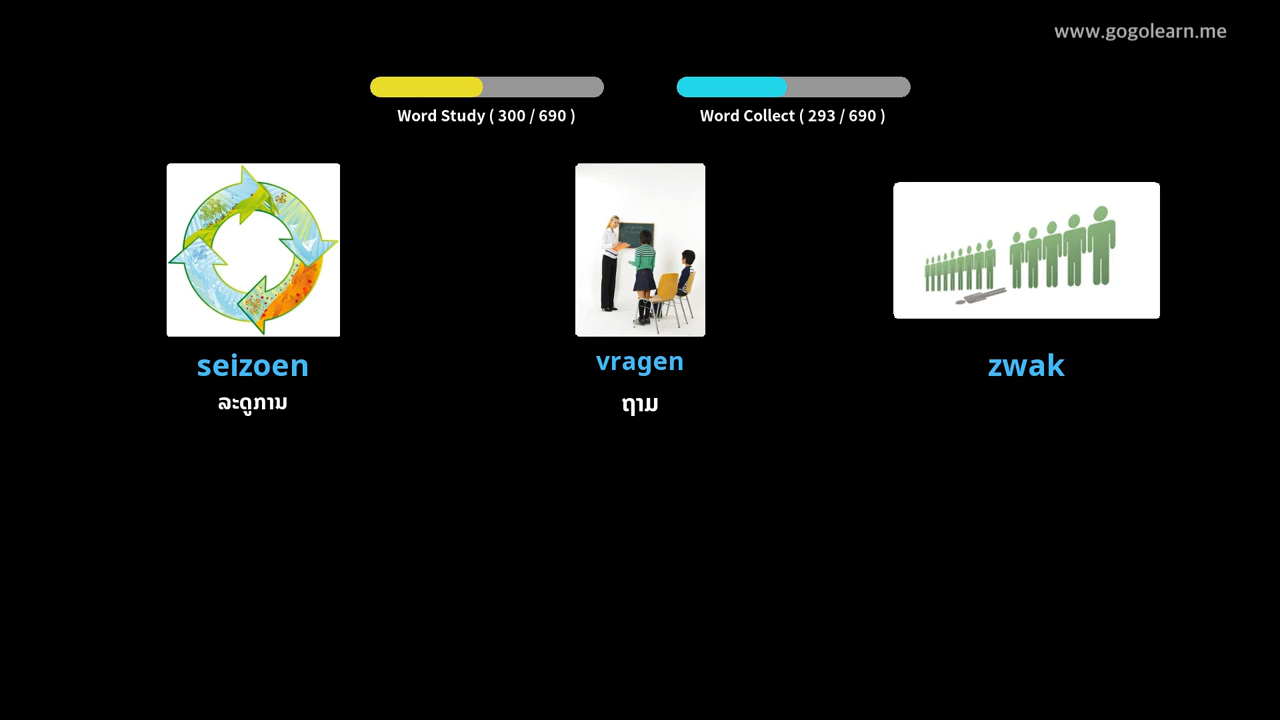 www.gogolearn.me
Word Study ( 300 / 690 )
Word Collect ( 293 / 690 )
seizoen
ລະດູການ
vragen
ຖາມ
zwak